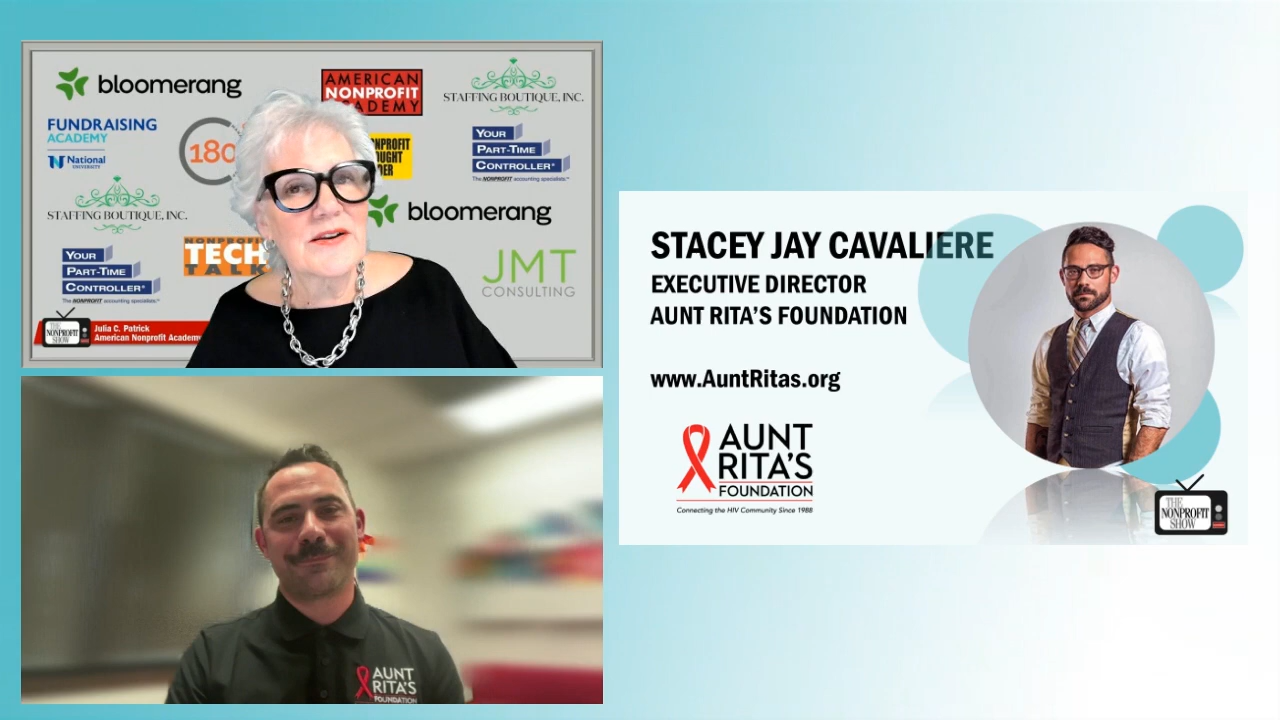 bloomerang
AMERICAN
NONPROFIT
ACADEMY
STAFFING BOUTIQUE, INC.
FUNDRAISING
ACADEMY
National
UNIVERSITY
180
YOUR
PART-TIME
CONTROLLER
The NONPROFIT accounting specialists.
STAFFING BOUTIQUE, INC.
bloomerang
NONPROFIT
TECH
TALK
YOUR
PART-TIME
CONTROLLER
The NONPROFIT accounting specialists.
JMT
CONSULTING
THE
NONPROFIT
SHOW
Julia C. Patrick
American Nonprofit Academy
AUNT
RITA'S
FOUNDATION
STACEY JAY CAVALIERE
EXECUTIVE DIRECTOR
AUNT RITA'S FOUNDATION
www.AuntRitas.org
AUNT
RITA'S
FOUNDATION
Connecting the HIV Community Since 1988
THE
NONPROFIT
SHOW